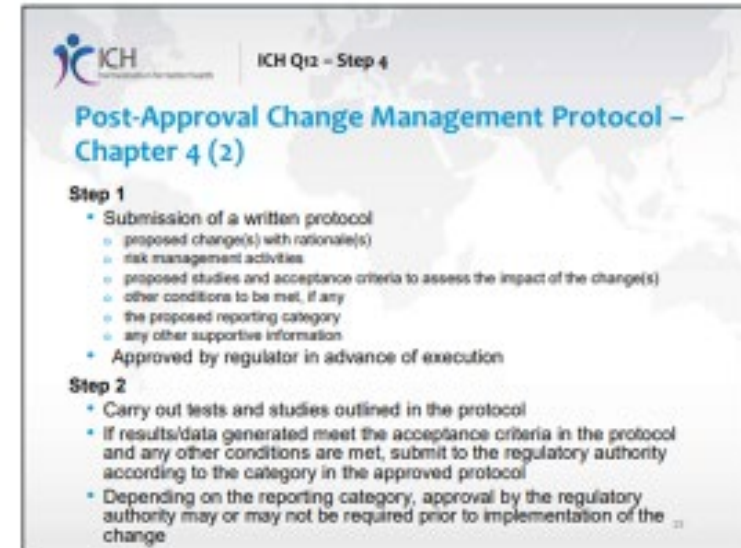 ICH
ICH Q12 – Step 4
Post-Approval Change Management Protocol –
Chapter 4 (2)
Step 1
• Submission of a written protocol
o proposed change(s) with rationale(s)
o risk management activities
o proposed studies and acceptance criteria to assess the impact of the change(s)
o other conditions to be met, if any
o the proposed reporting category
o any other supportive information
• Approved by regulator in advance of execution
Step 2
• Carry out tests and studies outlined in the protocol
• If results/data generated meet the acceptance criteria in the protocol
and any other conditions are met, submit to the regulatory authority
according to the category in the approved protocol
• Depending on the reporting category, approval by the regulatory
authority may or may not be required prior to implementation of the
change